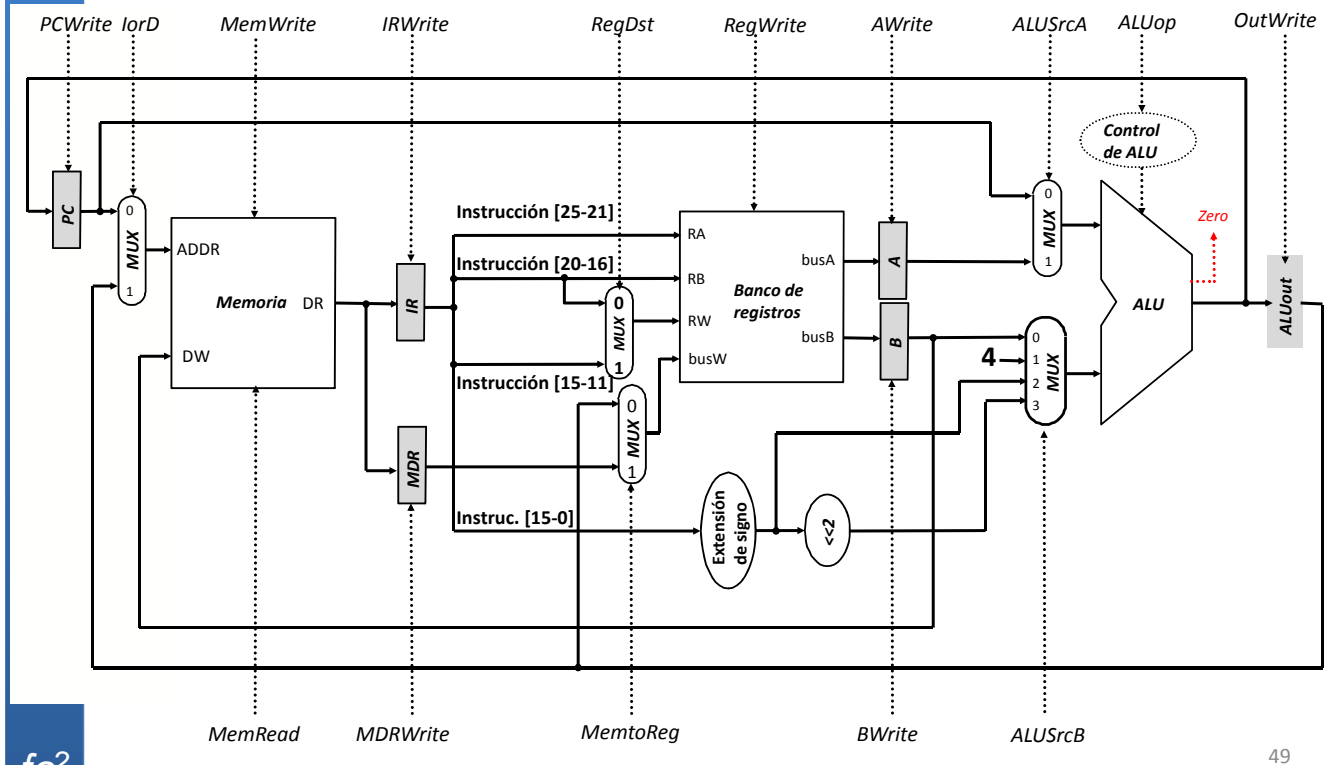 PCWrite IorD MemWrite IRWrite RegDst RegWrite AWrite ALUSrcA ALUop OutWrite
Control
de ALU
PC
0
MUX
1
ADDR
Memoria
DR
DW
IR
MDR
Instrucción [25-21]
Instrucción [20-16]
Instrucción [15-11]
Instruc. [15-0]
0
MUX
1
0
MUX
1
RA
RB
RW
busW
Banco de
registros
busA
busB
A
B
Extensión
de signo
<<2
0
MUX
1
4
0
1
2
3
MUX
ALU
Zero
ALUout
MemRead MDRWrite MemtoReg BWrite ALUSrcB
49